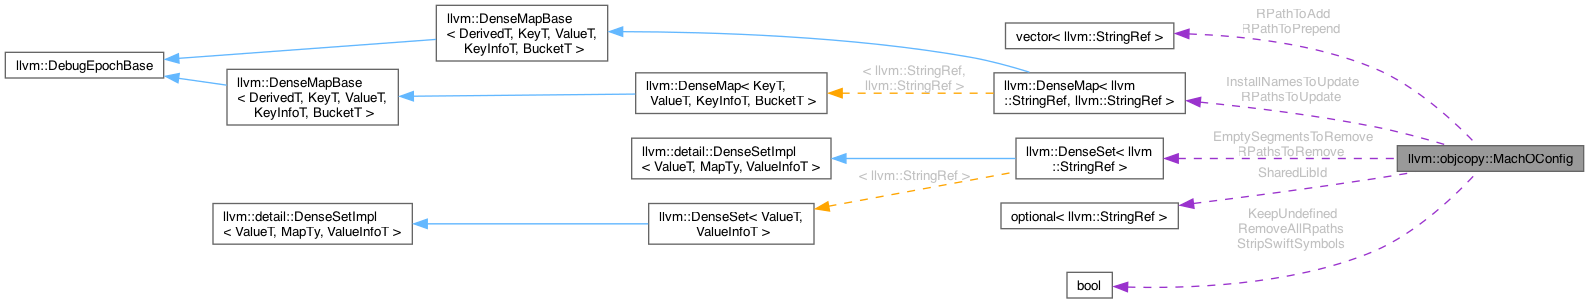 llvm::DebugEpochBase
llvm::DenseMapBase
< DerivedT, KeyT, ValueT,
KeyInfoT, BucketT >
llvm::DenseMapBase
< DerivedT, KeyT, ValueT,
KeyInfoT, BucketT >
llvm::DenseMap< KeyT,
ValueT, KeyInfoT, BucketT >
< llvm::StringRef,
llvm::StringRef >
llvm::DenseMap< llvm
::StringRef, llvm::StringRef >
vector< llvm::StringRef >
RPathToAdd
RPathToPrepend
InstallNamesToUpdate
RPathsToUpdate
llvm::detail::DenseSetImpl
< ValueT, MapTy, ValueInfoT >
llvm::DenseSet< llvm
::StringRef >
EmptySegmentsToRemove
RPathsToRemove
llvm::objcopy::MachOConfig
< llvm::StringRef >
SharedLibId
llvm::detail::DenseSetImpl
< ValueT, MapTy, ValueInfoT >
llvm::DenseSet< ValueT,
ValueInfoT >
optional< llvm::StringRef >
KeepUndefined
RemoveAllRpaths
StripSwiftSymbols
bool